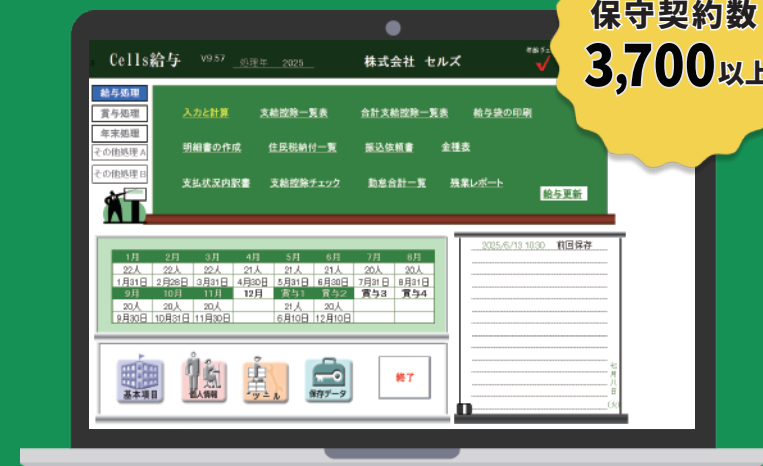 保守契約数
3,700以上
Cells給与 V9.57 処理年 2025 株式会社 セルズ
給与処理
賞与処理
年末処理
その他処理A
その他処理B
入力と計算 支給控除一覧表 合計支給控除一覧表 給与袋の印刷
明細書の作成 住民税納付一覧 振込依頼書 金種表
支払状況内訳書 支給控除チェック 勤怠合計一覧 残業レポート
給与更新
1月 2月 3月 4月 5月 6月 7月 8月
22人 22人 22人 21人 21人 21人 20人 20人
1月31日 2月28日 3月31日 4月30日 5月31日 6月30日 7月31日 8月31日
9月 10月 11月 12月 賞与1 賞与2 賞与3 賞与4
20人 20人 20人 21人 20人
9月30日 10月31日 11月30日 6月10日 12月10日
2025/6/13 10:30 前回保存
七月八日
基本項目 個人情報 ツール 保存データ 終了